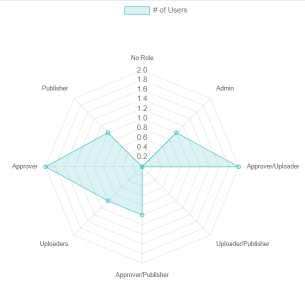 # of Users
No Role
2.0
1.8
1.6
1.4
1.2
1.0
0.8
0.6
0.4
0.2
Publisher
Admin
Approver
Approver/Uploader
Uploaders
Uploader/Publisher
Approver/Publisher